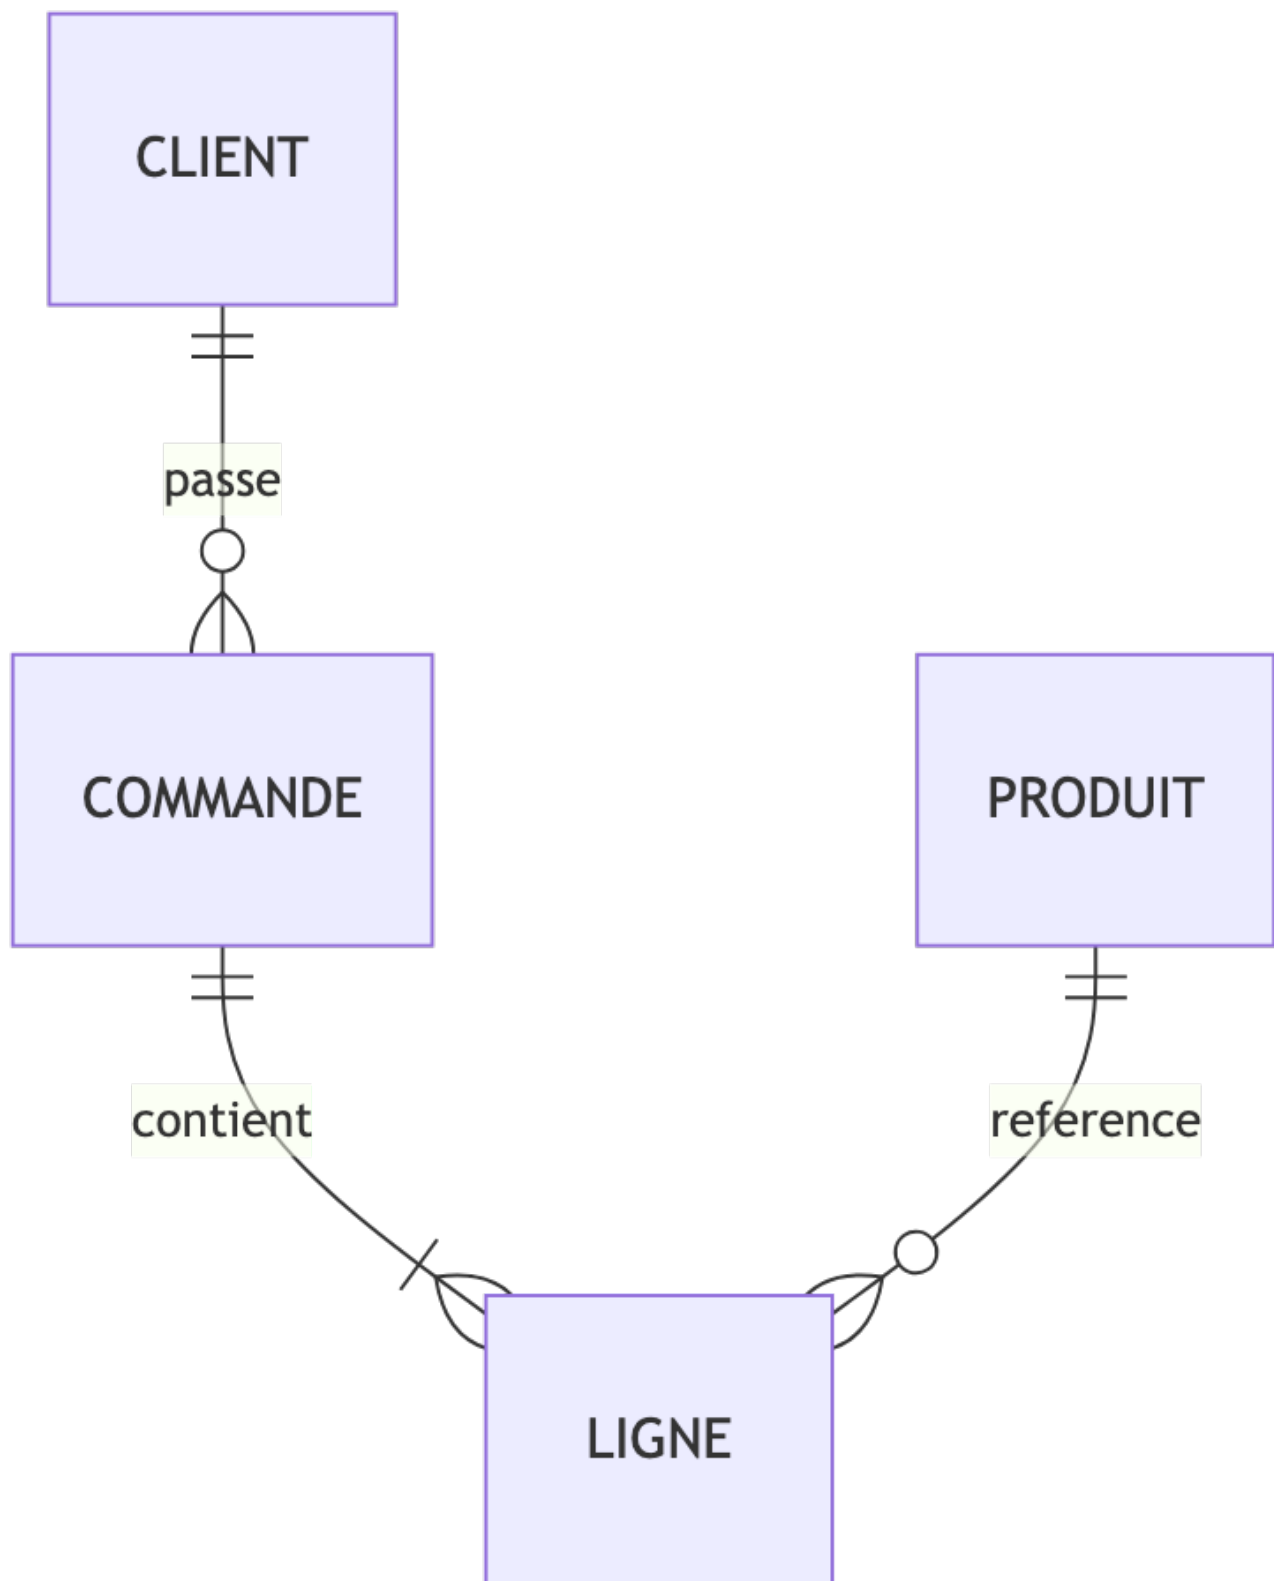 CLIENT
passe
COMMANDE
PRODUIT
contient
reference
LIGNE